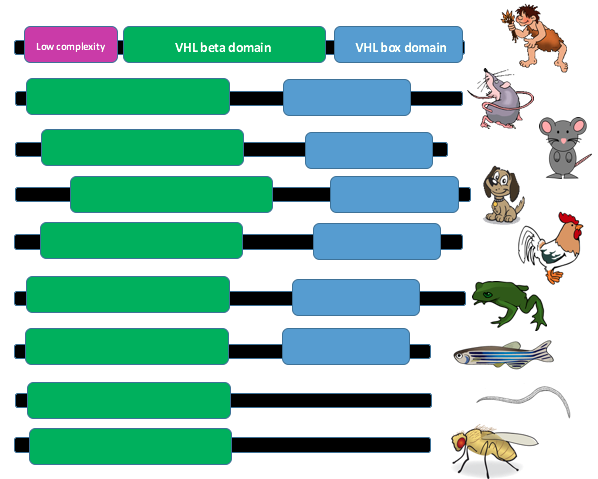 Low complexity
VHL beta domain
VHL box domain